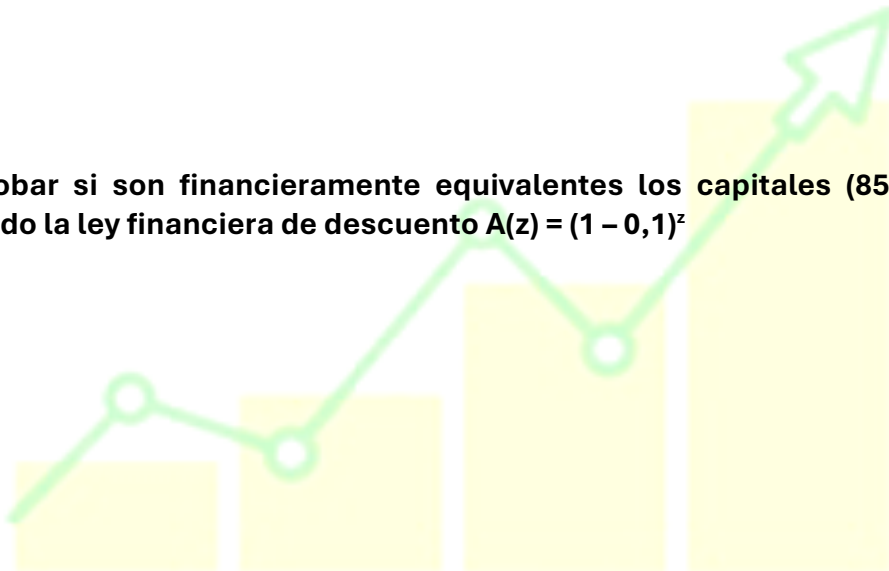 obar si son financieramente equivalentes los capitales (85
do la ley financiera de descuento A(z) = (1 – 0,1)ᶻ